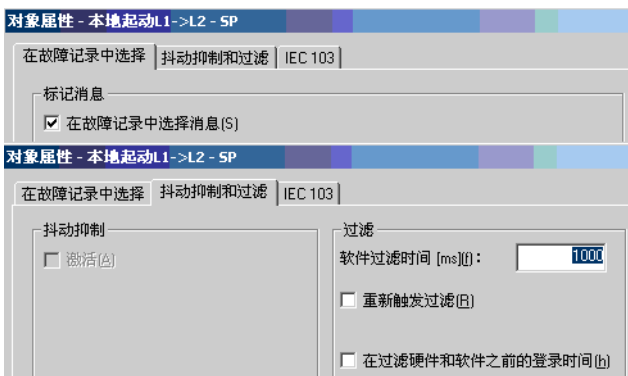 对象属性 - 本地起动L1->L2 - SP
在故障记录中选择 抖动抑制和过滤 IEC 103
标记消息
在故障记录中选择消息(S)
对象属性 - 本地起动L1->L2 - SP
在故障记录中选择 抖动抑制和过滤 IEC 103
抖动抑制 过滤
激活(A) 软件过滤时间 [ms](f): 1000
重新触发过滤(R)
在过滤硬件和软件之前的登录时间(h)